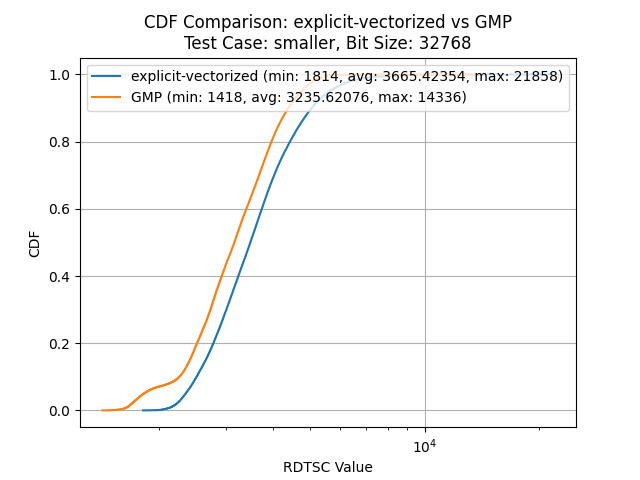 CDF Comparison: explicit-vectorized vs GMP
Test Case: smaller, Bit Size: 32768
explicit-vectorized (min: 1814, avg: 3665.42354, max: 21858)
GMP (min: 1418, avg: 3235.62076, max: 14336)
1.0
0.8
0.6
0.4
0.2
0.0
CDF
10⁴
RDTSC Value